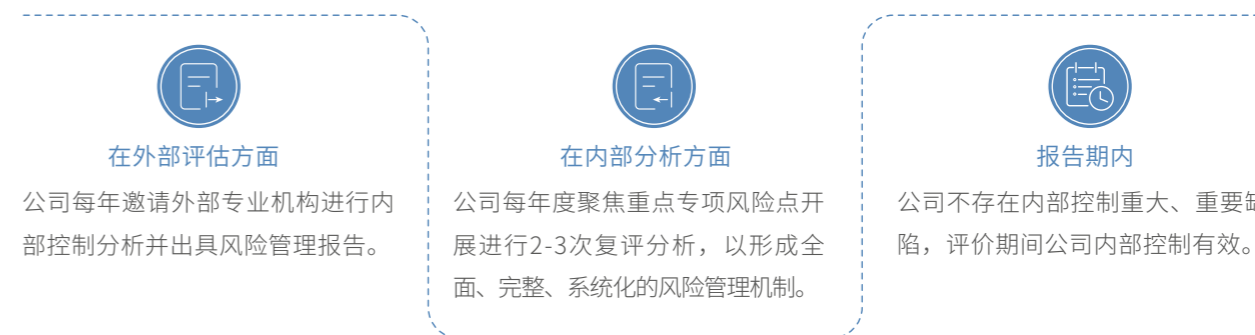 在外部评估方面
公司每年邀请外部专业机构进行内
部控制分析并出具风险管理报告。
在内部分析方面
公司每年度聚焦重点专项风险点开
展进行2-3次复评分析，以形成全
面、完整、系统化的风险管理机制。
报告期内
公司不存在内部控制重大、重要缺
陷，评价期间公司内部控制有效。